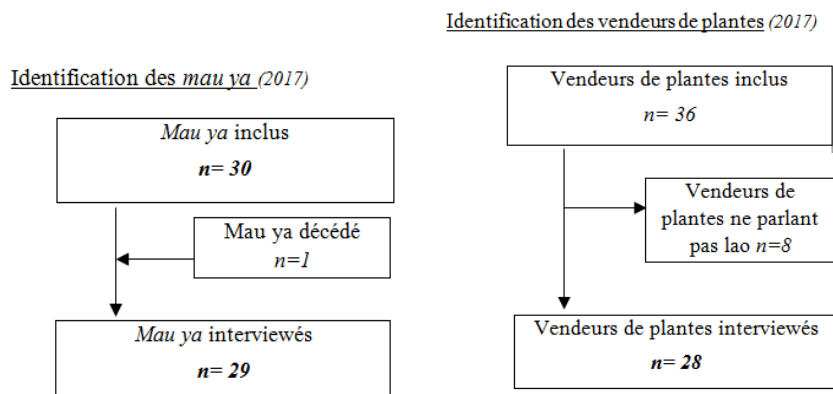 Identification des mau ya (2017)
Mau ya inclus
n= 30
Mau ya décédé
n=1
Mau ya interviewés
n= 29
Identification des vendeurs de plantes (2017)
Vendeurs de plantes inclus
n= 36
Vendeurs de
plantes ne parlant
pas lao n=8
Vendeurs de plantes interviewés
n= 28